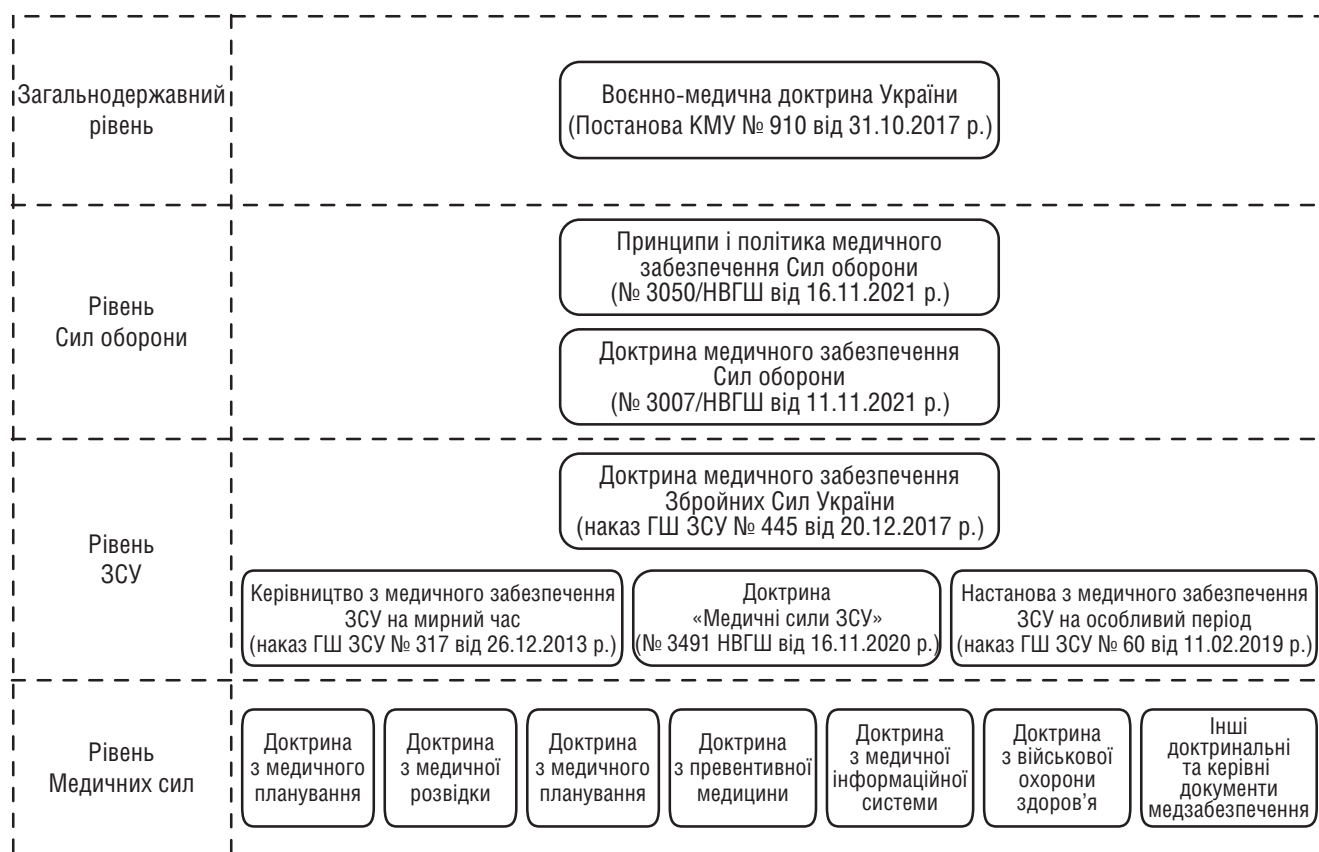 Загальнодержавний
рівень
Воєнно-медична доктрина України
(Постанова КМУ № 910 від 31.10.2017 р.)
Рівень
Сил оборони
Принципи і політика медичного
забезпечення Сил оборони
(№ 3050/НВГШ від 16.11.2021 р.)
Доктрина медичного забезпечення
Сил оборони
(№ 3007/НВГШ від 11.11.2021 р.)
Рівень
ЗСУ
Доктрина медичного забезпечення
Збройних Сил України
(наказ ГШ ЗСУ № 445 від 20.12.2017 р.)
Керівництво з медичного забезпечення
ЗСУ на мирний час
(наказ ГШ ЗСУ № 317 від 26.12.2013 р.)
Доктрина
«Медичні сили ЗСУ»
(№ 3491 НВГШ від 16.11.2020 р.)
Настанова з медичного забезпечення
ЗСУ на особливий період
(наказ ГШ ЗСУ № 60 від 11.02.2019 р.)
Рівень
Медичних сил
Доктрина
з медичного
планування
Доктрина
з медичної
розвідки
Доктрина
з медичного
планування
Доктрина
з превентивної
медицини
Доктрина
з медичної
інформаційної
системи
Доктрина
з військової
охорони
здоров’я
Інші
доктринальні
та керівні
документи
медзабезпечення